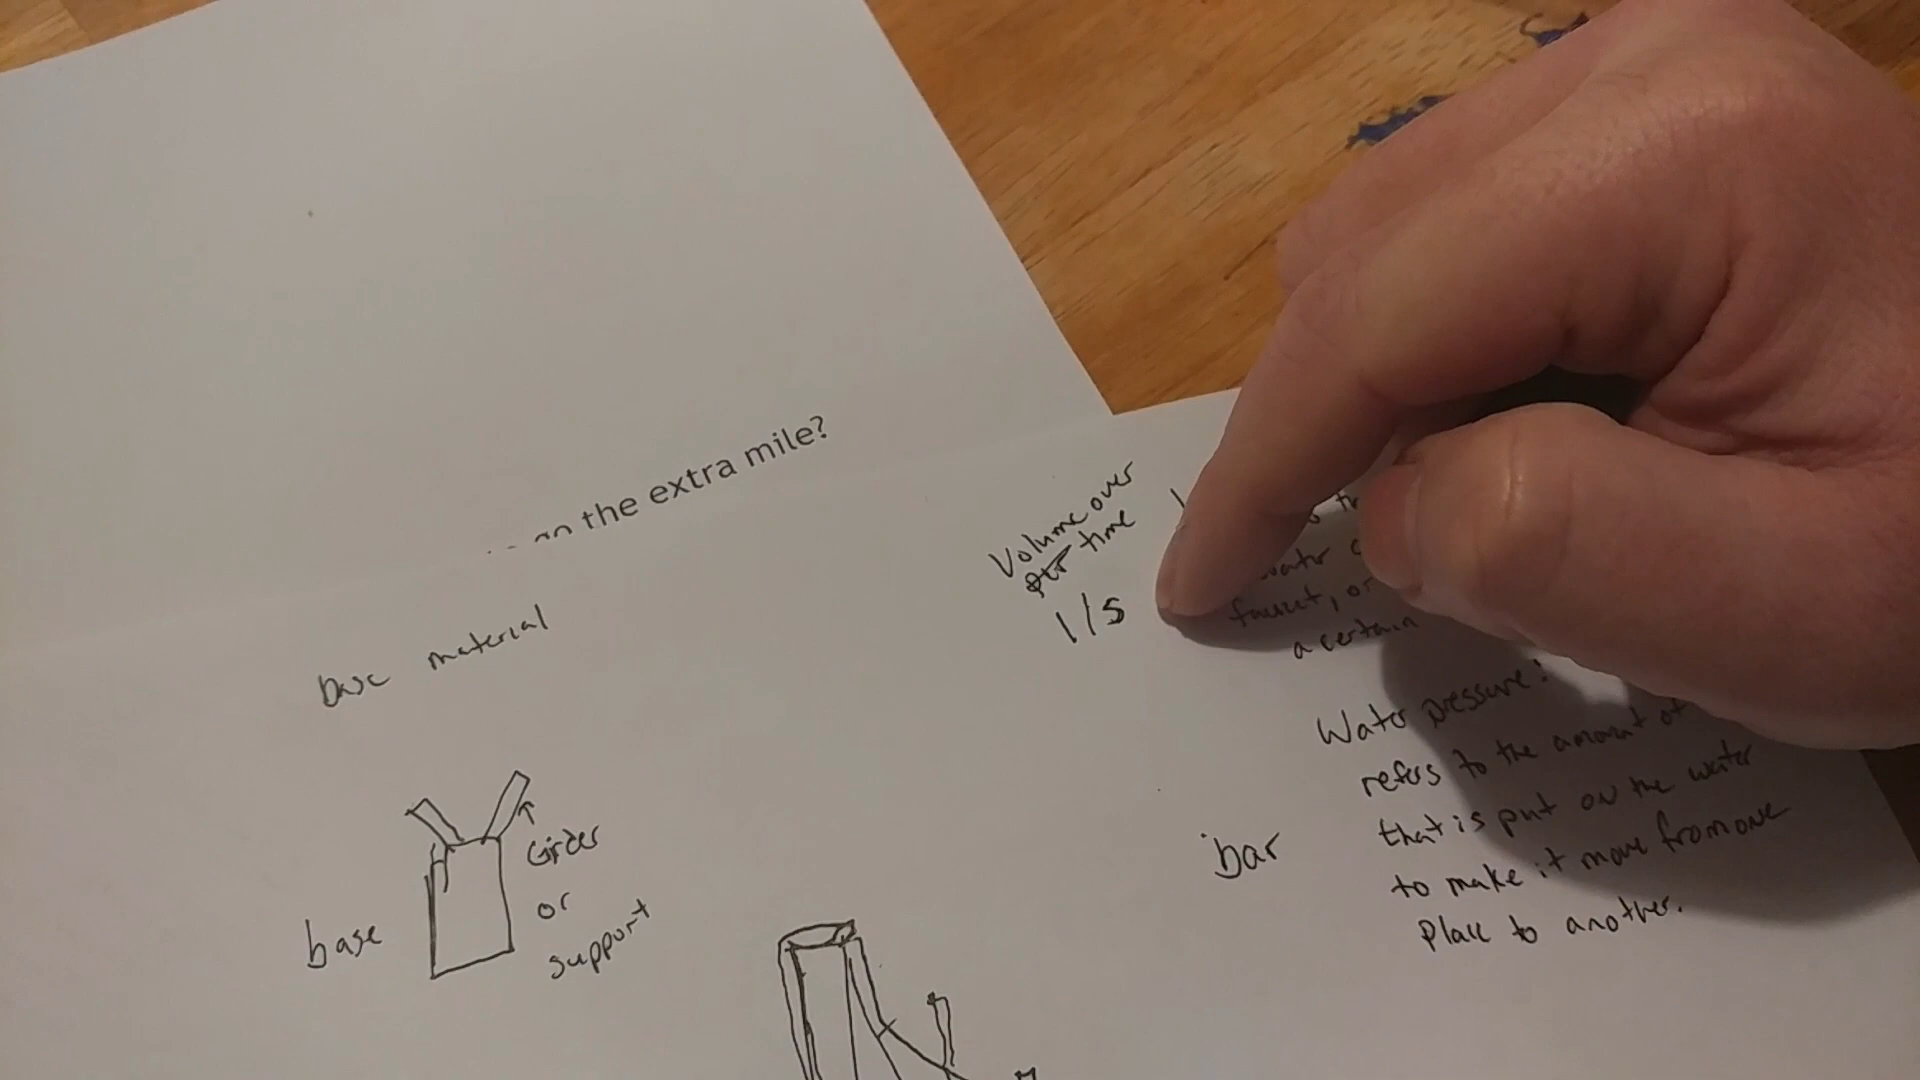 on the extra mile?
Volume over
time
l/s
water
faucet, or
a certain
Water pressure:
refers to the amount of
that is put on the water
to make it move from one
Place to another.
bar
base material
Girder
or
support
base